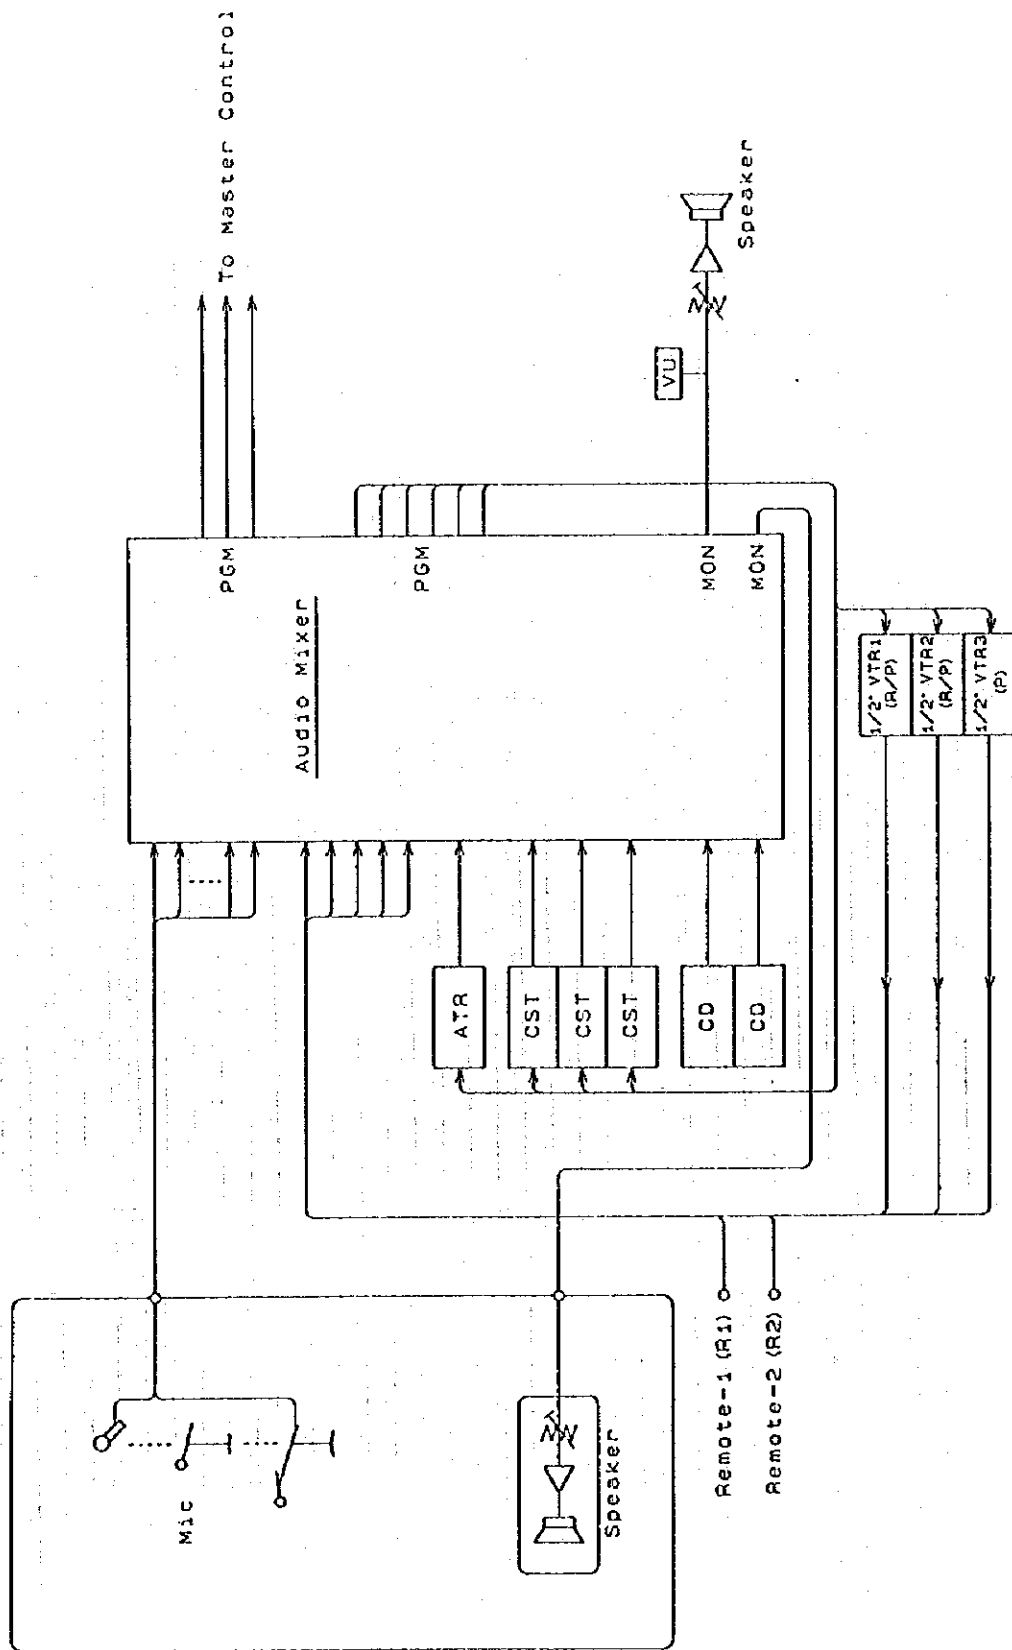 To Master Control
PGM
Audio Mixer
PGM
VU
Speaker
MON
MON
ATR
CST
CST
CST
CD
CD
1/2" VTR1
(R/P)
1/2" VTR2
(R/P)
1/2" VTR3
(P)
Mic
Speaker
Remote-1 (R1)
Remote-2 (R2)